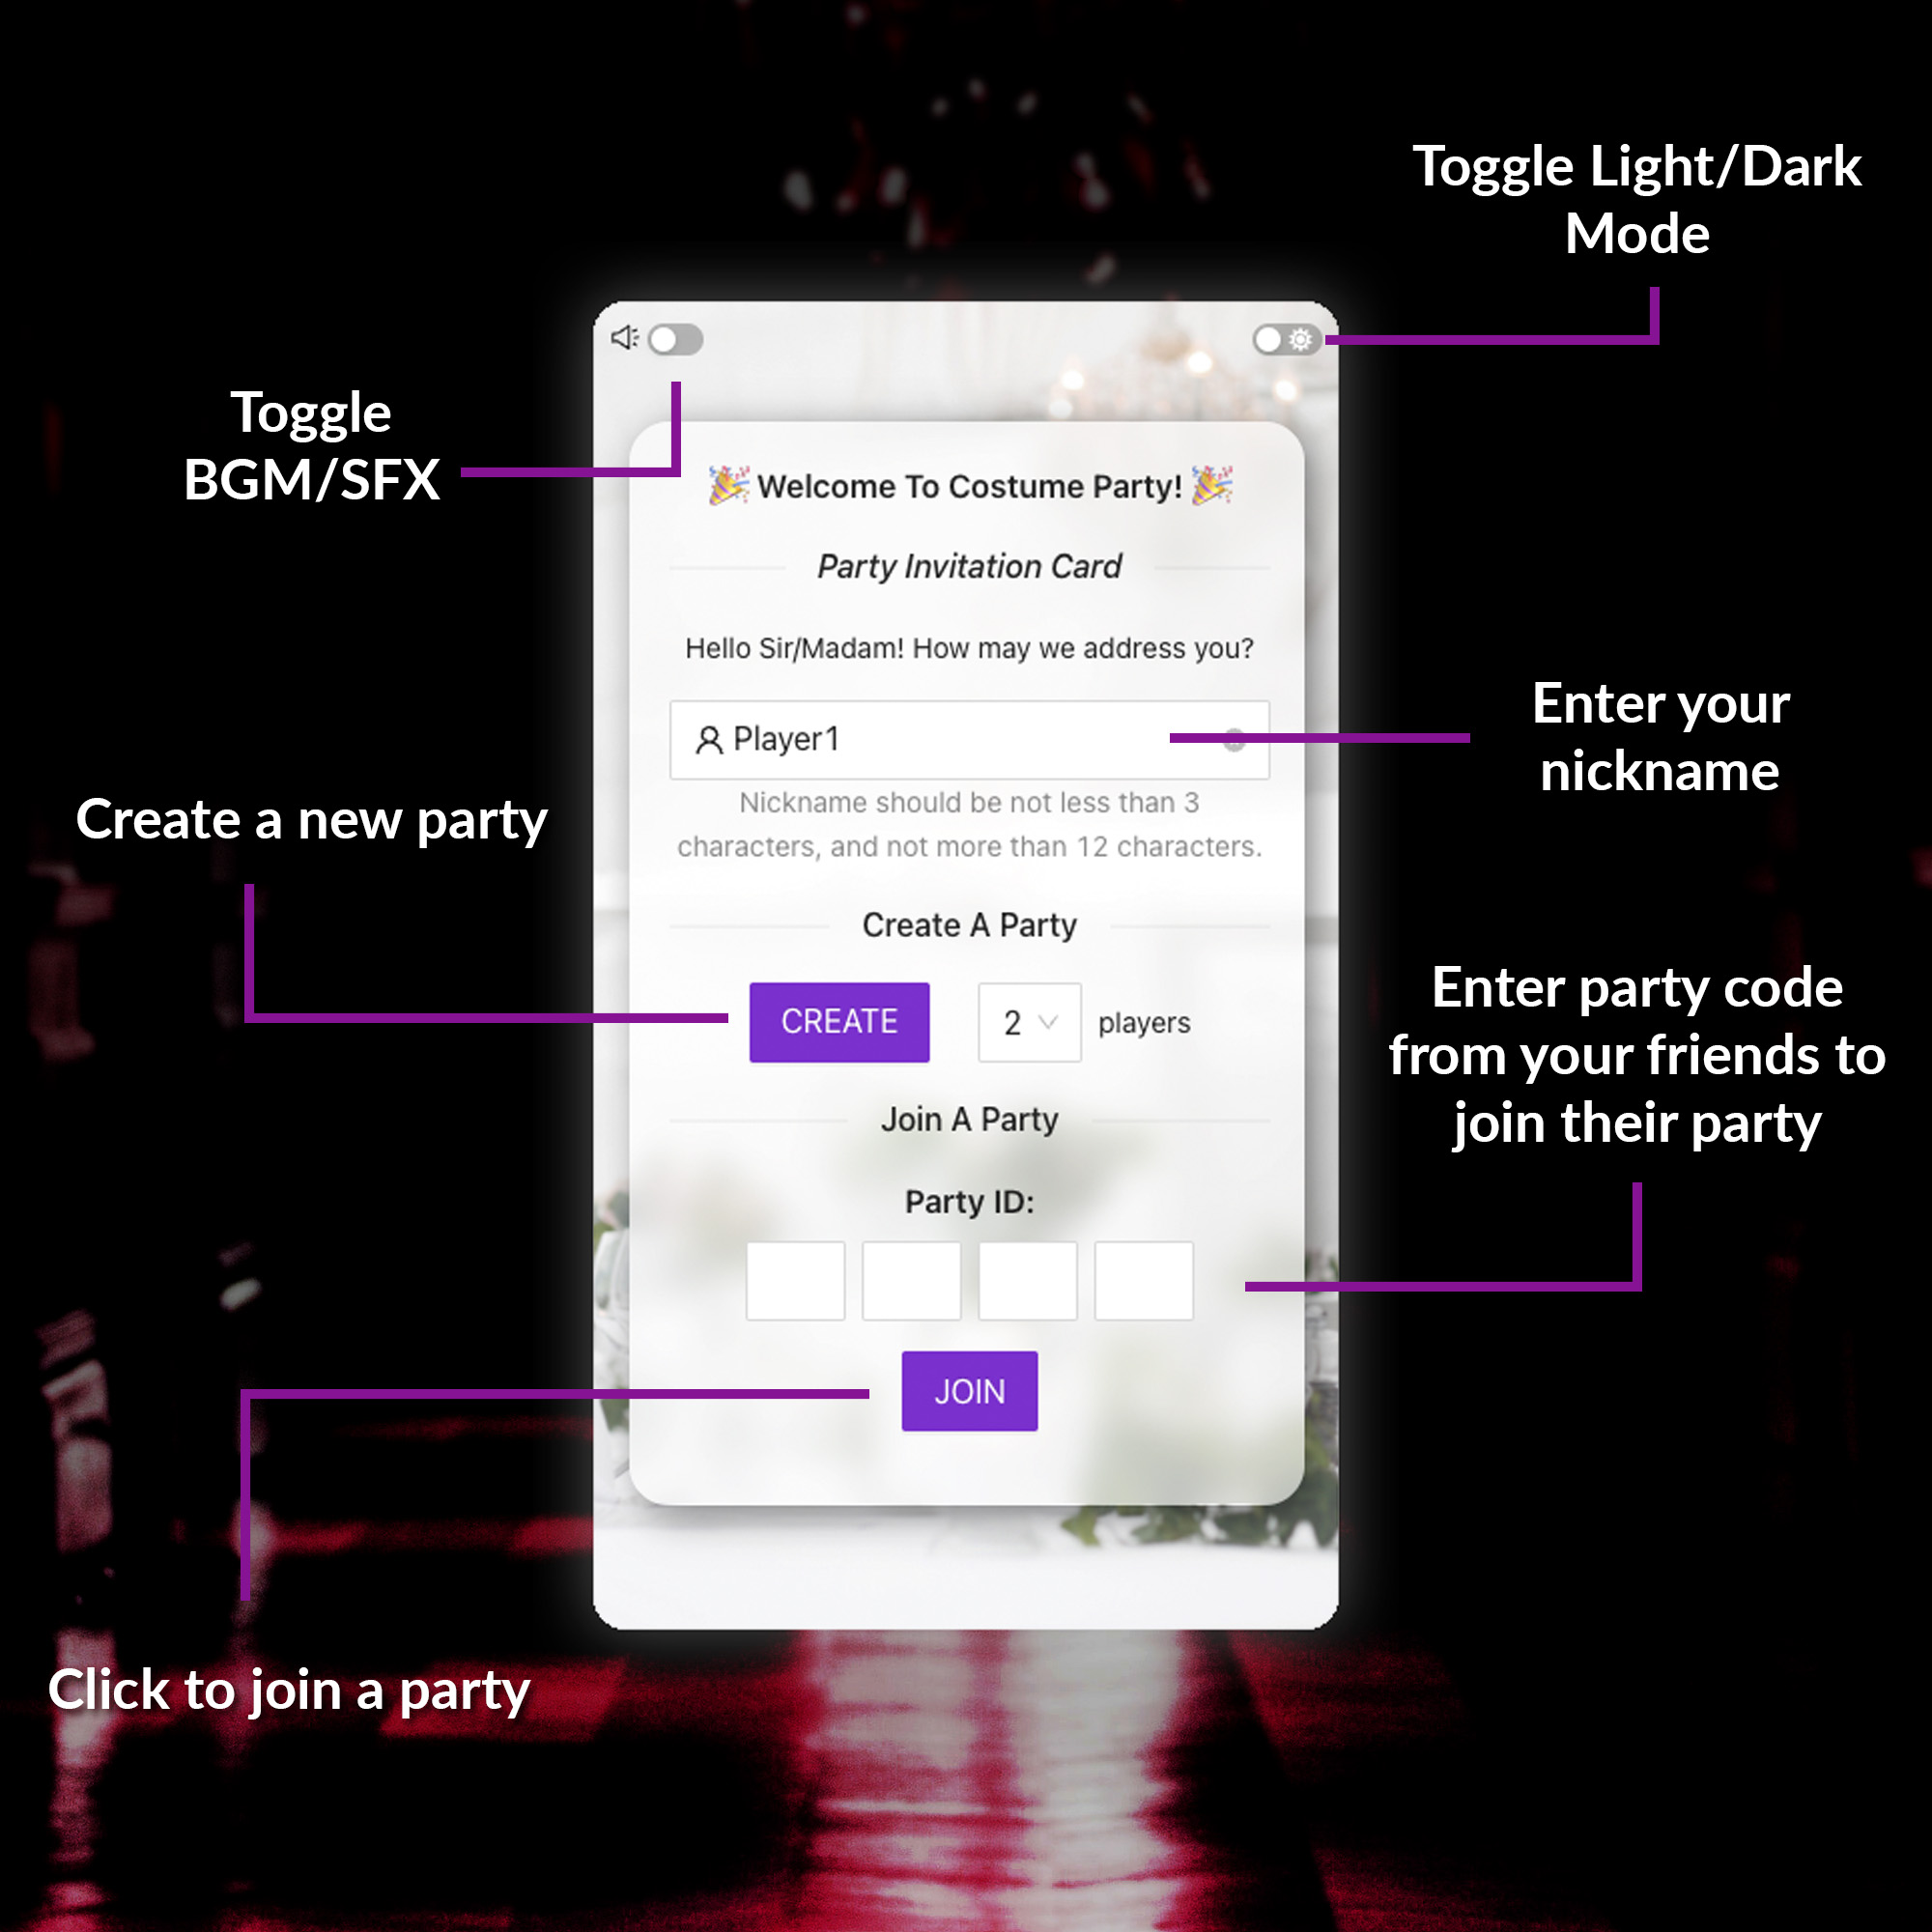 Toggle Light/Dark
Mode
Toggle
BGM/SFX
🎉 Welcome To Costume Party! 🎉
Party Invitation Card
Hello Sir/Madam! How may we address you?
Player1
Enter your
nickname
Nickname should be not less than 3
characters, and not more than 12 characters.
Create a new party
Create A Party
CREATE
2
players
Enter party code
from your friends to
join their party
Join A Party
Party ID:
JOIN
Click to join a party